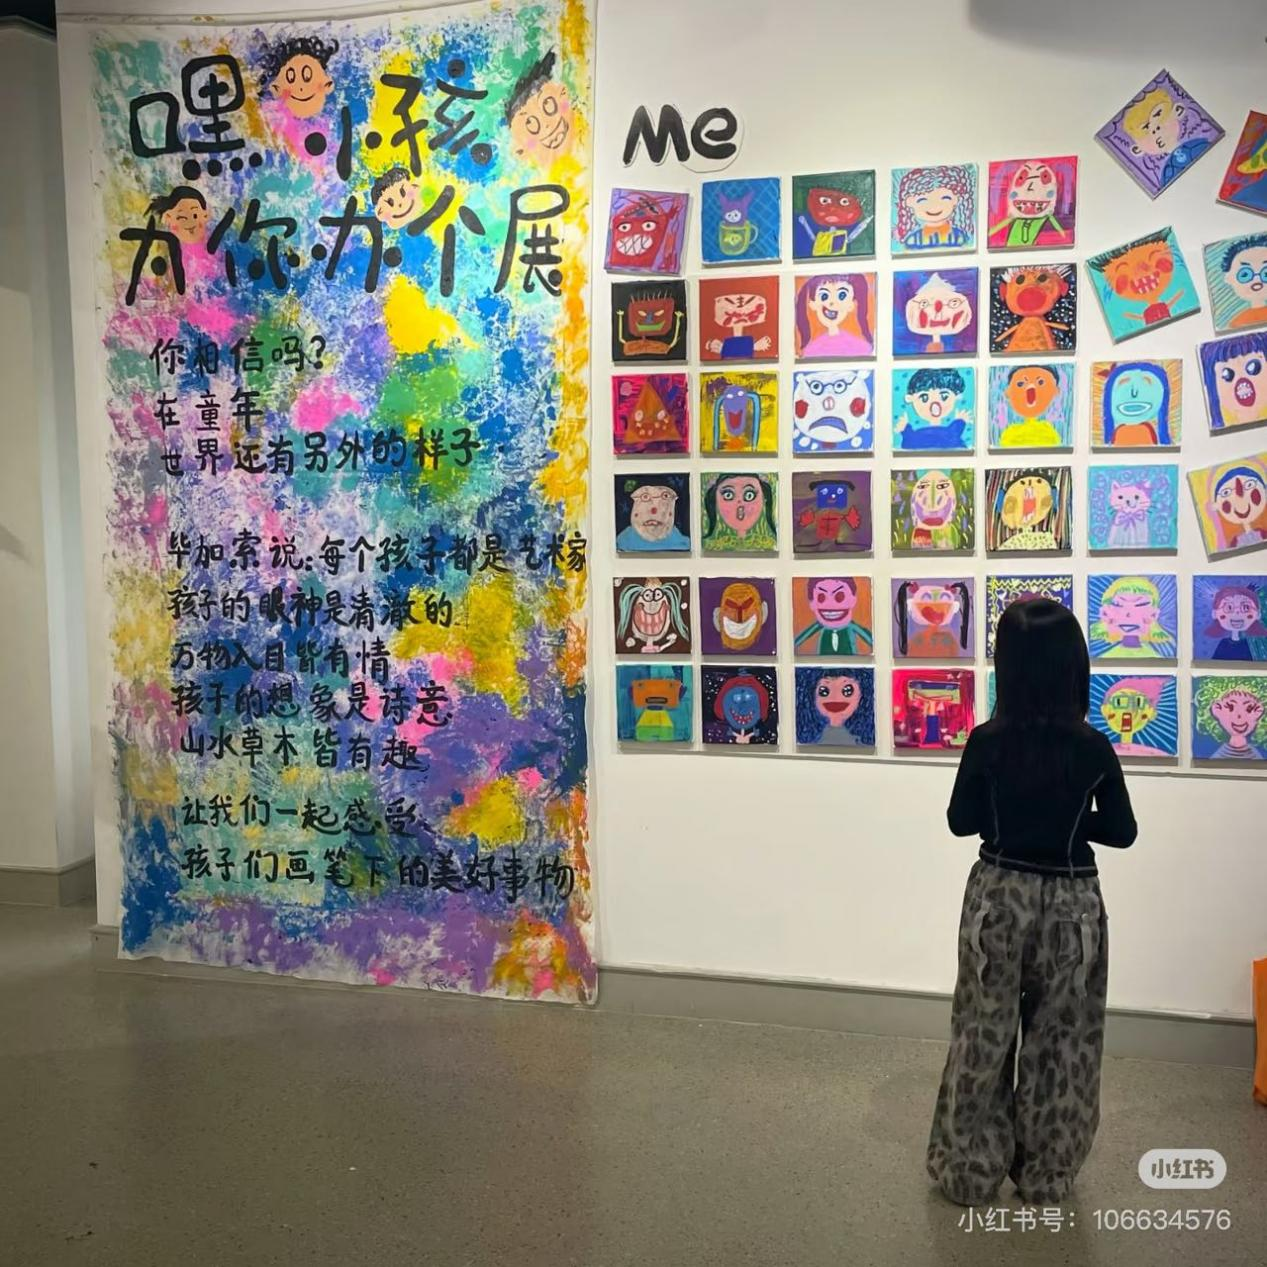 嘿 小孩
为你办个展
你相信吗?
在童年
世界还有另外的样子
毕加索说:每个孩子都是艺术家
孩子的眼神是清澈的
万物入目皆有情
孩子的想象是诗意
山水草木皆有趣
让我们一起感受
孩子们画笔下的美好事物
Me
小红书
小红书号：106634576